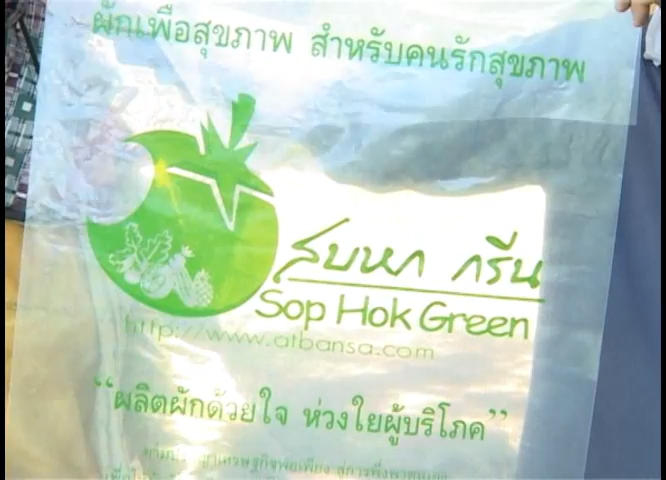 ผักเพื่อสุขภาพ สำหรับคนรักสุขภาพ
สบหก กรีน
Sop Hok Green
http://www.atbansa.com
“ผลิตผักด้วยใจ ห่วงใยผู้บริโภค”